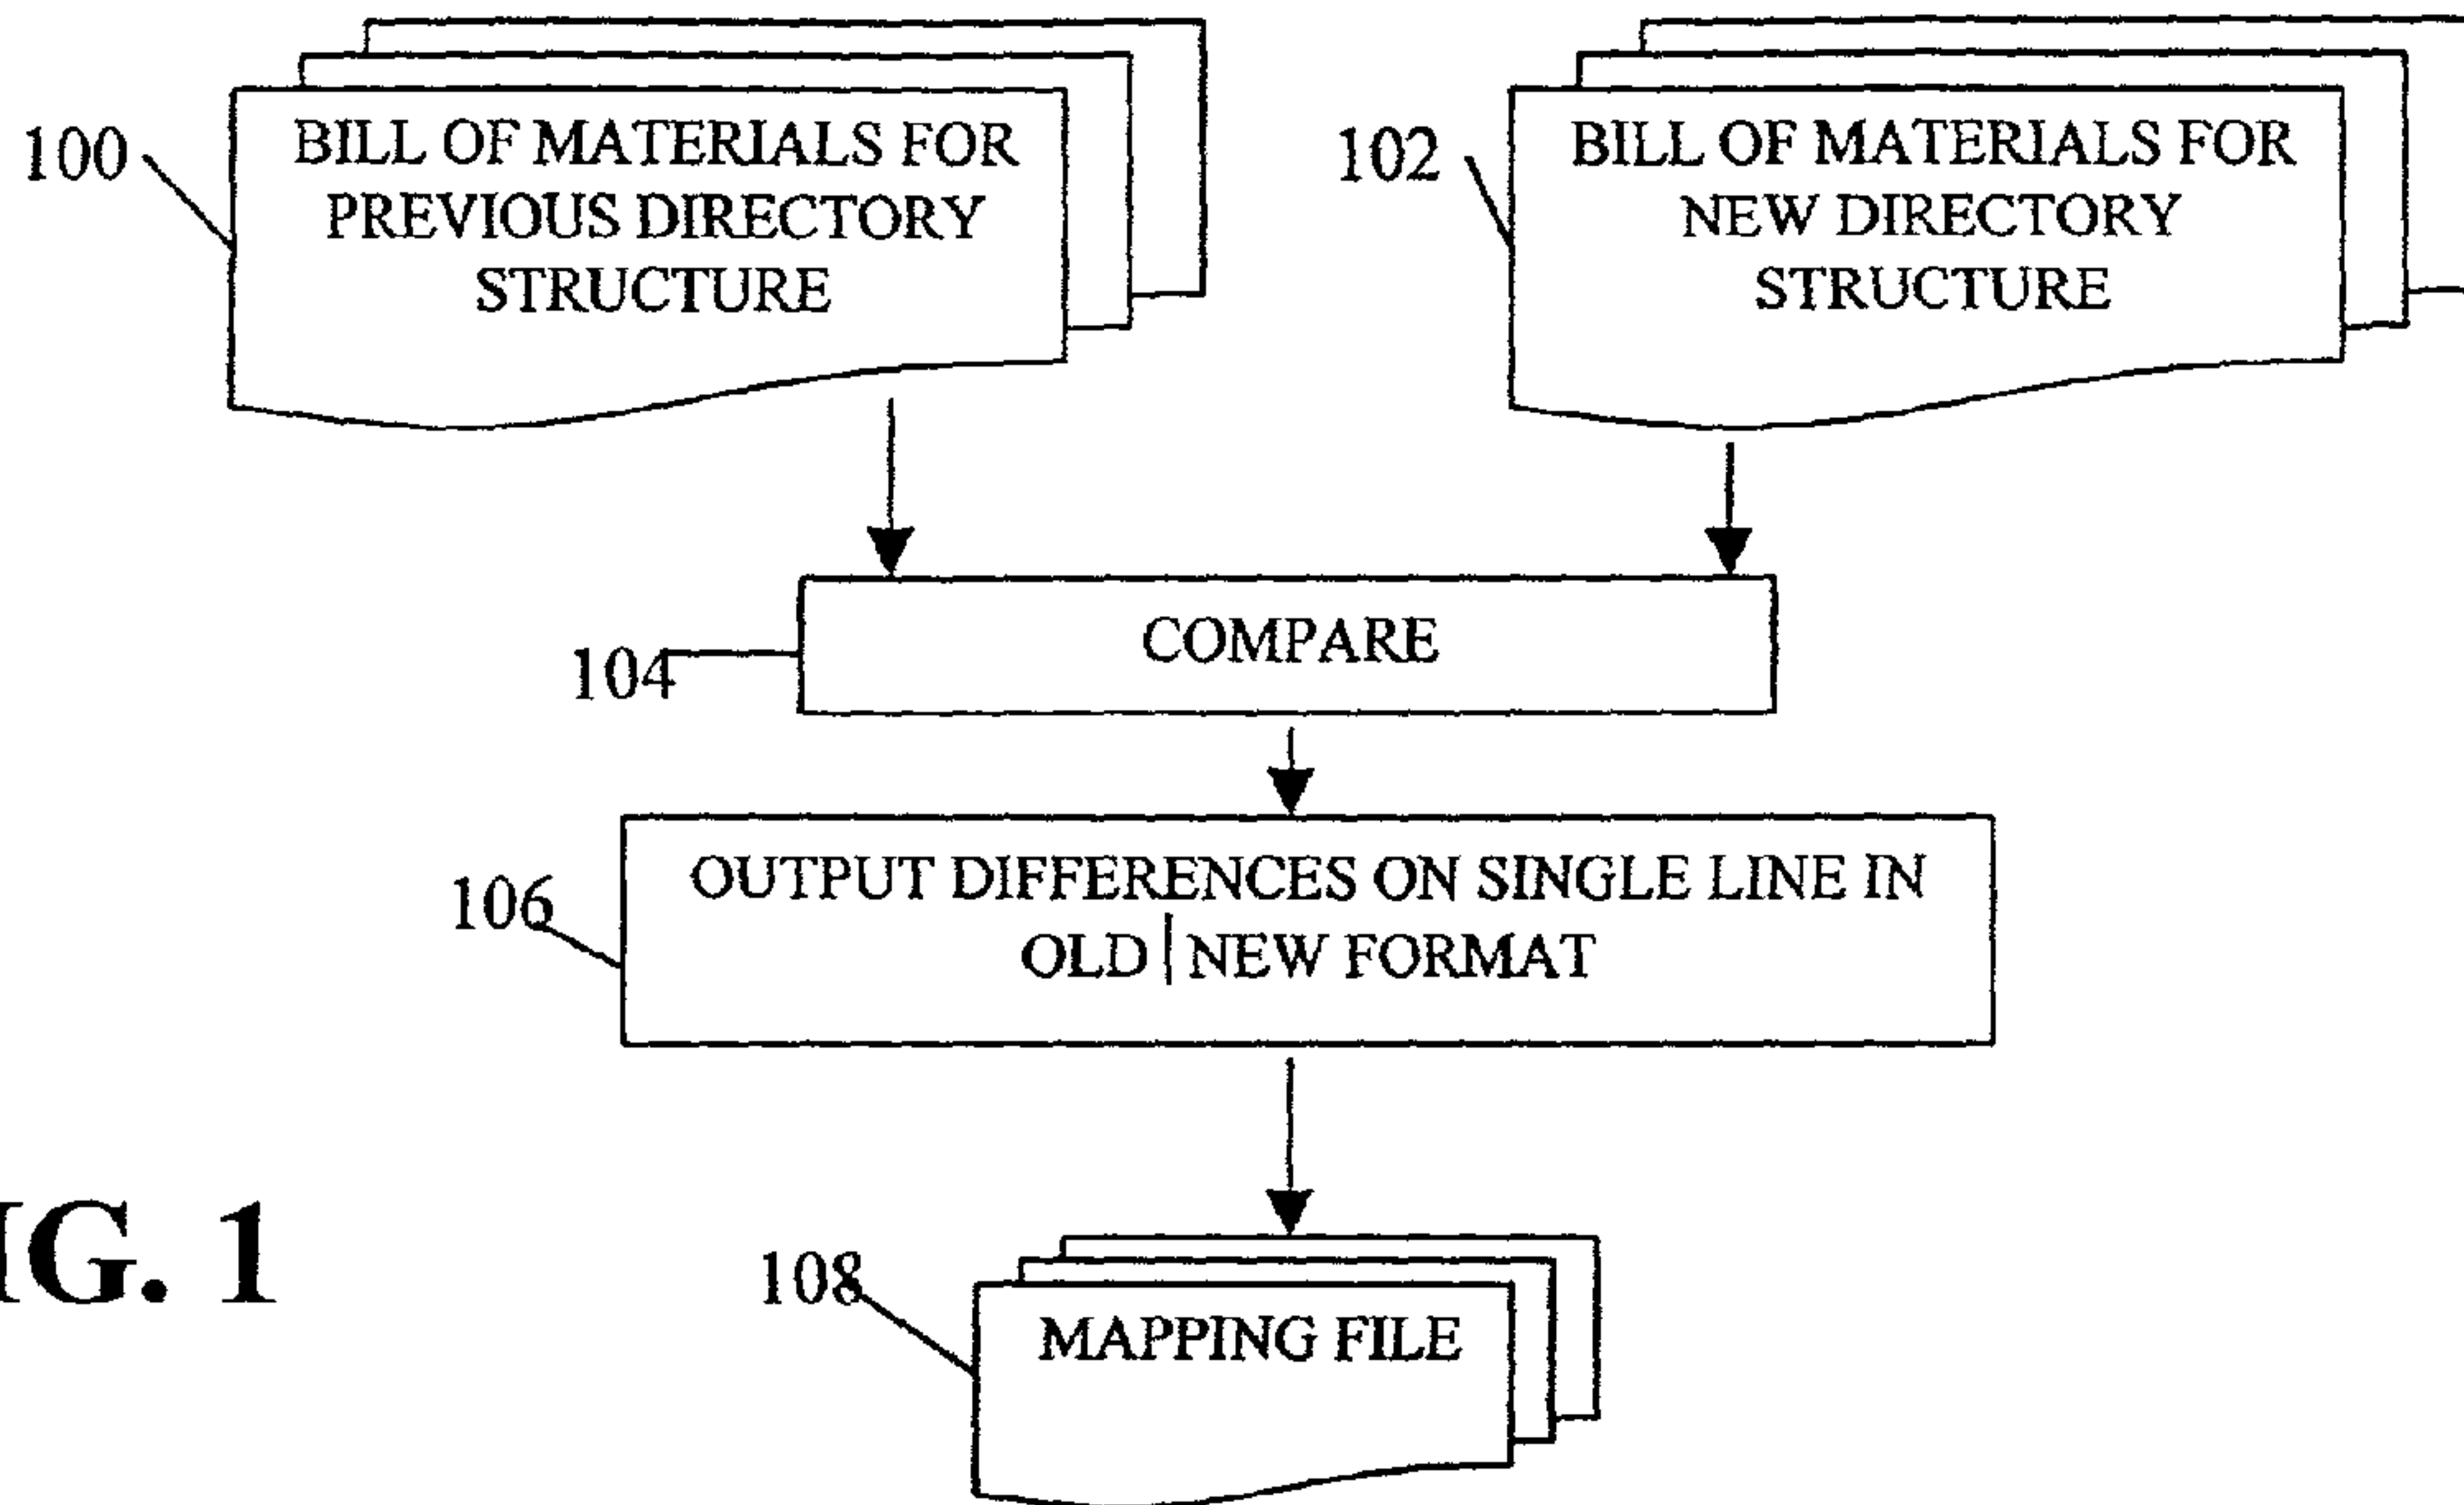 100
BILL OF MATERIALS FOR
PREVIOUS DIRECTORY
STRUCTURE
102
BILL OF MATERIALS FOR
NEW DIRECTORY
STRUCTURE
104
COMPARE
106
OUTPUT DIFFERENCES ON SINGLE LINE IN
OLD | NEW FORMAT
108
MAPPING FILE
IG. 1